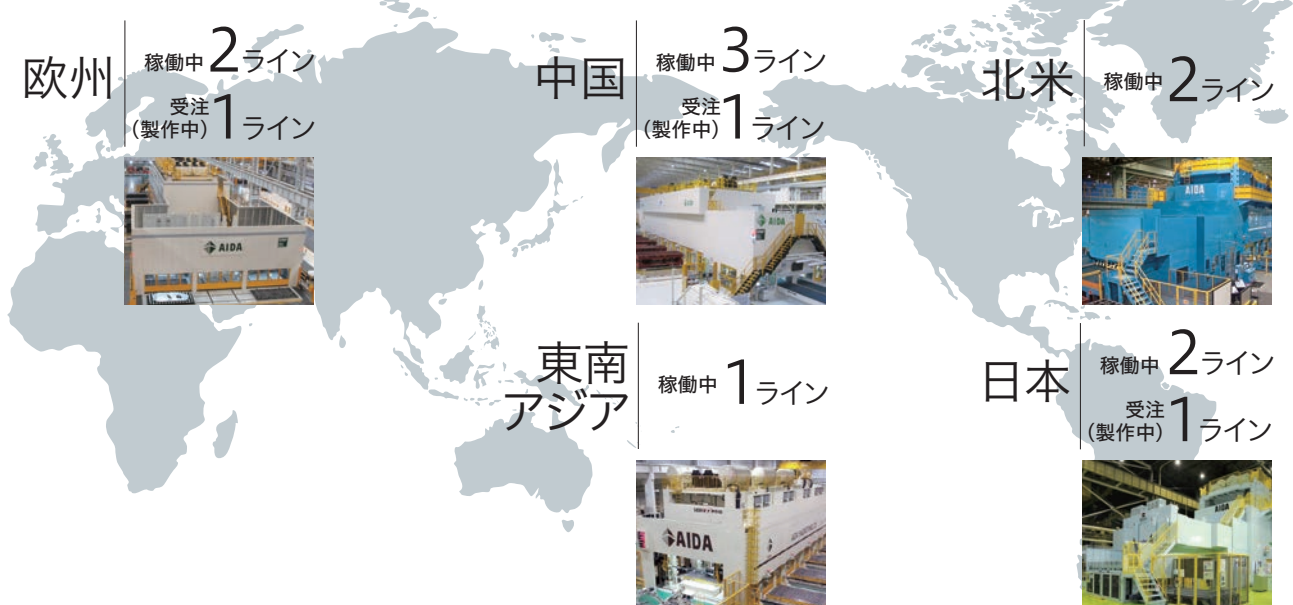 欧州
稼働中 2ライン
受注
(製作中) 1ライン
AIDA
中国
稼働中 3ライン
受注
(製作中) 1ライン
AIDA
北米
稼働中 2ライン
AIDA
東南
アジア
稼働中 1ライン
AIDA
日本
稼働中 2ライン
受注
(製作中) 1ライン
AIDA